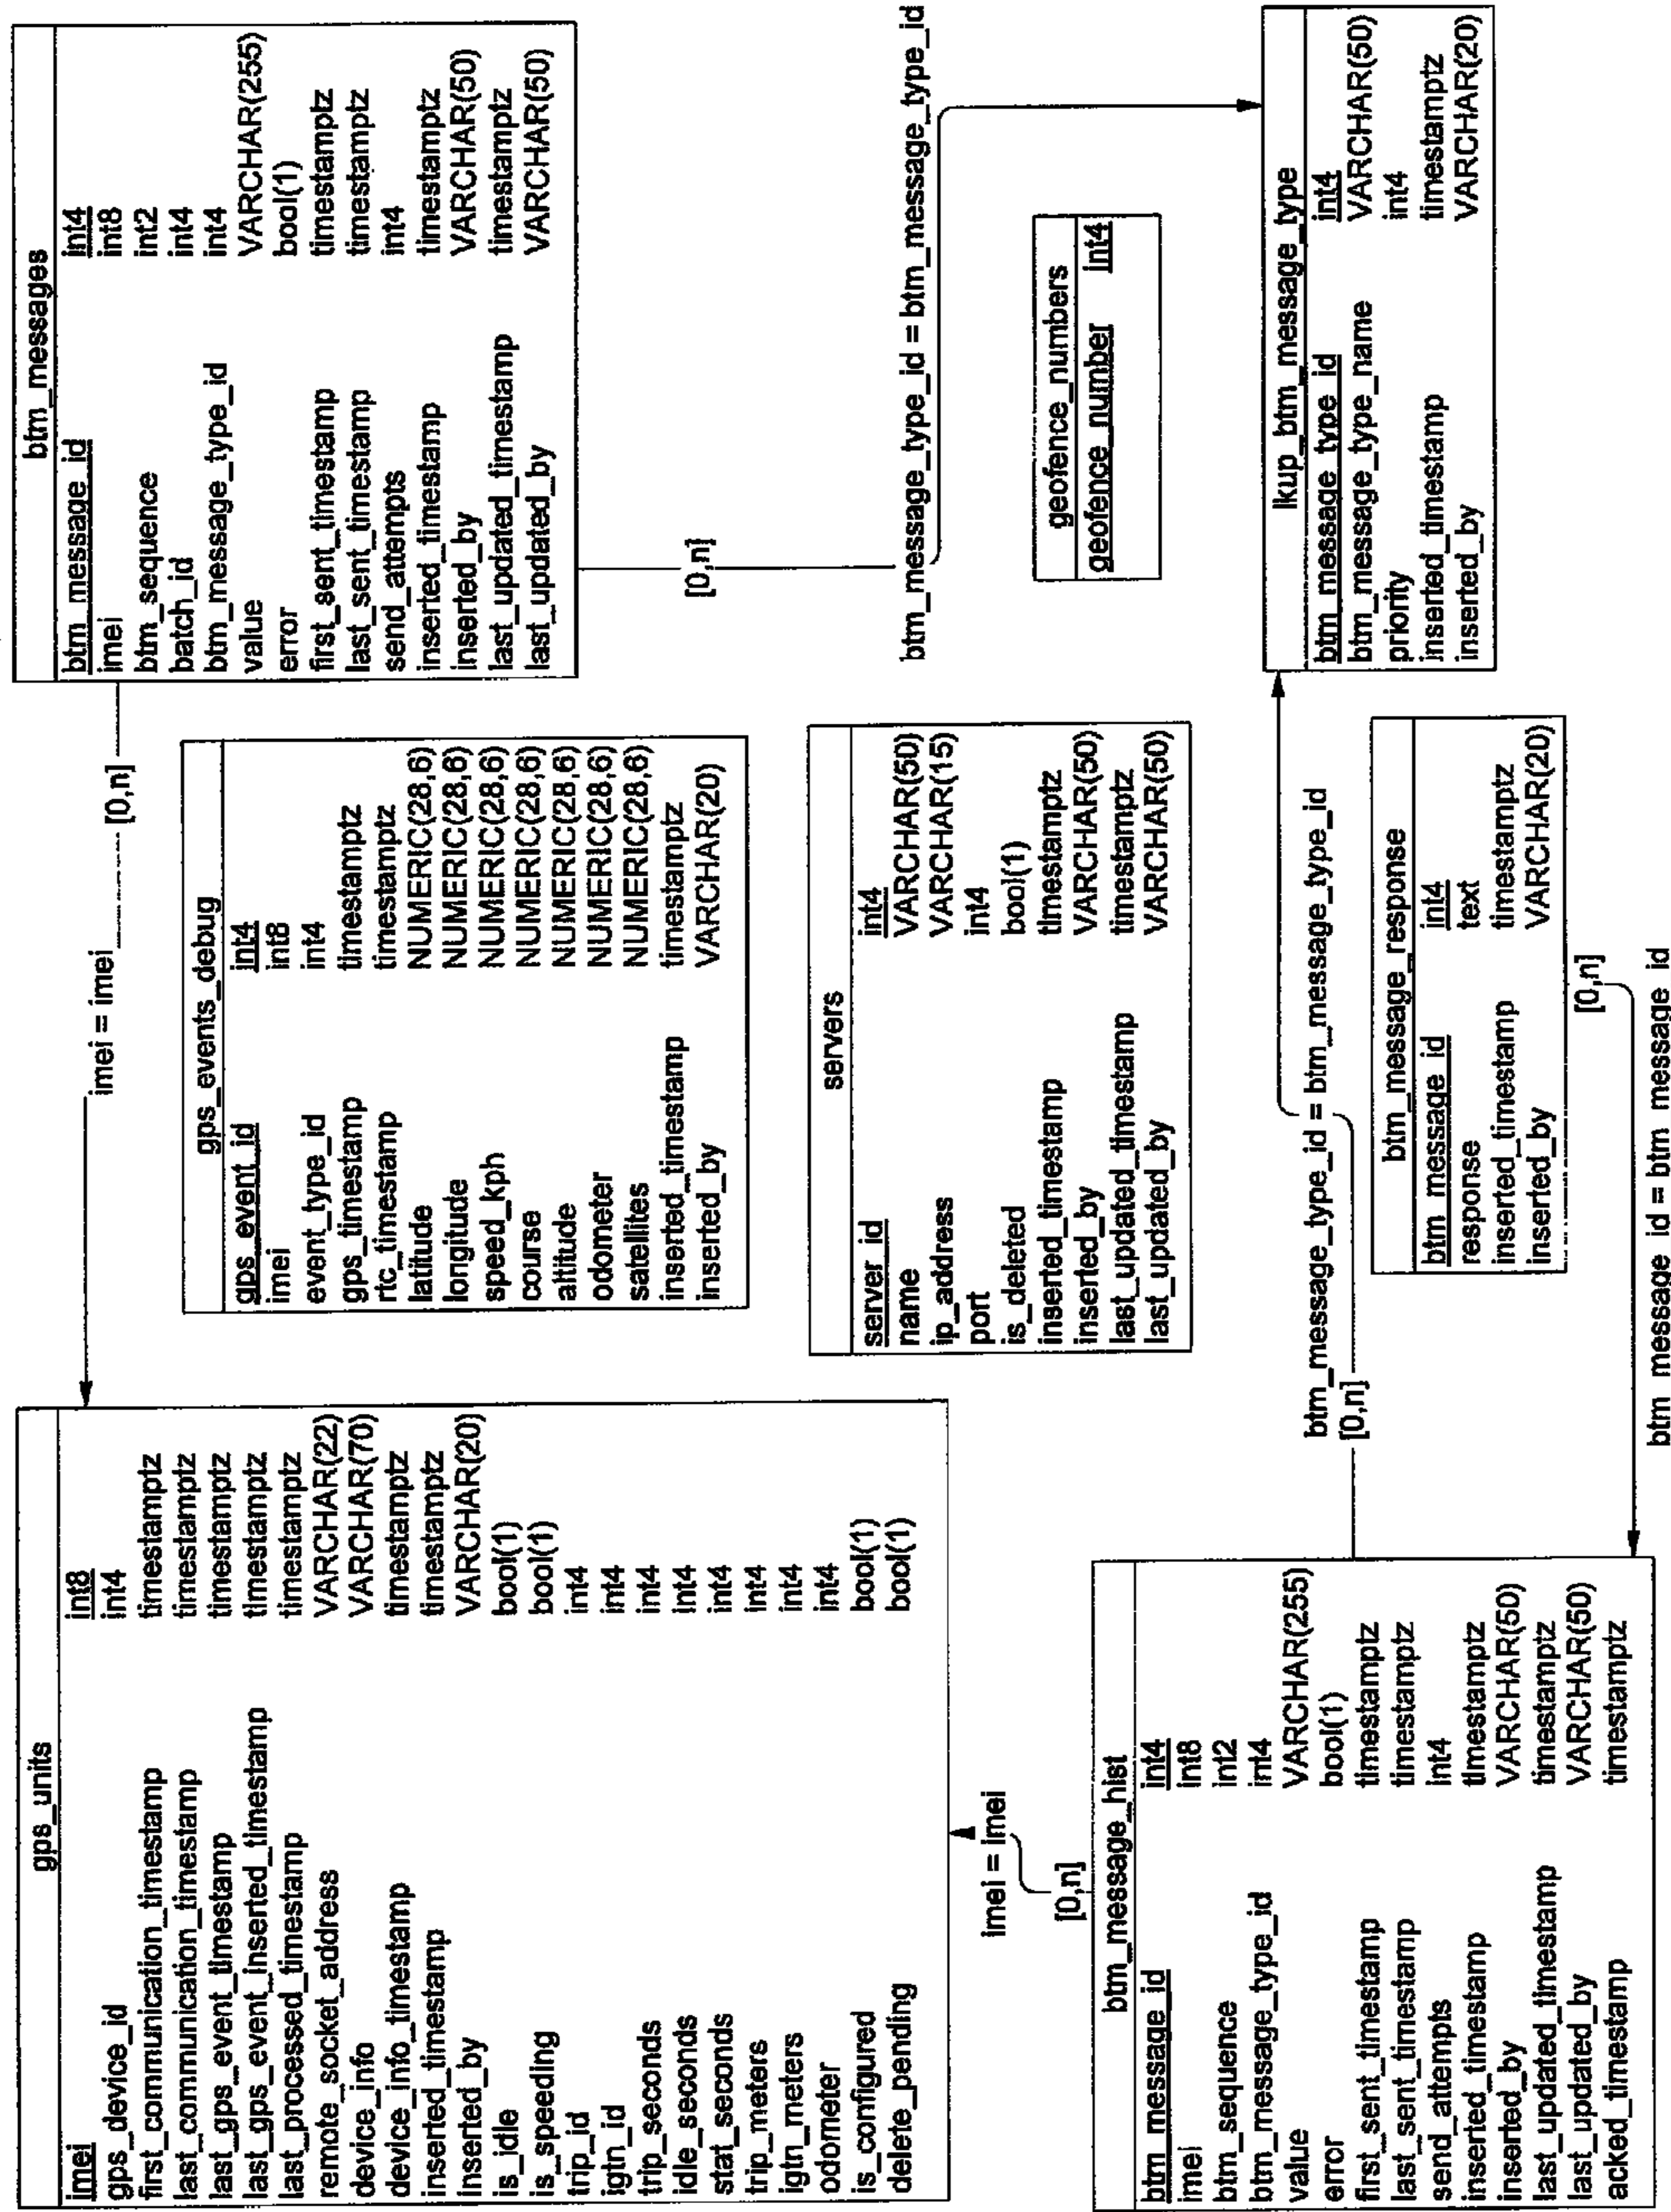 gps_units
imei int8
gps_device_id int4
first_communication_timestamp timestamptz
last_communication_timestamp timestamptz
last_gps_event_timestamp timestamptz
last_gps_event_inserted_timestamp timestamptz
last_processed_timestamp timestamptz
remote_socket_address VARCHAR(22)
device_info VARCHAR(70)
device_info_timestamp timestamptz
inserted_timestamp timestamptz
inserted_by VARCHAR(20)
is_idle bool(1)
is_speeding bool(1)
trip_id int4
igtn_id int4
trip_seconds int4
idle_seconds int4
stat_seconds int4
trip_meters int4
igtn_meters int4
odometer int4
is_configured bool(1)
delete_pending bool(1)
imei = imei
[0,n]
btm_messages
btm_message_id int4
imei int8
btm_sequence int2
batch_id int4
btm_message_type_id int4
value VARCHAR(255)
error bool(1)
first_sent_timestamp timestamptz
last_sent_timestamp timestamptz
send_attempts int4
inserted_timestamp timestamptz
inserted_by VARCHAR(50)
last_updated_timestamp timestamptz
last_updated_by VARCHAR(50)
gps_events_debug
gps_event_id int4
imei int8
event_type_id int4
gps_timestamp timestamptz
rtc_timestamp timestamptz
latitude NUMERIC(28,6)
longitude NUMERIC(28,6)
speed_kph NUMERIC(28,6)
course NUMERIC(28,6)
altitude NUMERIC(28,6)
odometer NUMERIC(28,6)
satellites NUMERIC(28,6)
inserted_timestamp timestamptz
inserted_by VARCHAR(20)
[0,n]
btm_message_type_id = btm_message_type_id
servers
server_id int4
name VARCHAR(50)
ip_address VARCHAR(15)
port int4
is_deleted bool(1)
inserted_timestamp timestamptz
inserted_by VARCHAR(50)
last_updated_timestamp timestamptz
last_updated_by VARCHAR(50)
geofence_numbers
geofence_number int4
imei = imei
[0,n]
btm_message_hist
btm_message_id int4
imei int8
btm_sequence int2
btm_message_type_id int4
value VARCHAR(255)
error bool(1)
first_sent_timestamp timestamptz
last_sent_timestamp timestamptz
send_attempts int4
inserted_timestamp timestamptz
inserted_by VARCHAR(50)
last_updated_timestamp timestamptz
last_updated_by VARCHAR(50)
acked_timestamp timestamptz
btm_message_type_id = btm_message_type_id
[0,n]
lkup_btm_message_type
btm_message_type_id int4
btm_message_type_name VARCHAR(50)
priority int4
inserted_timestamp timestamptz
inserted_by VARCHAR(20)
btm_message_response
btm_message_id int4
response text
inserted_timestamp timestamptz
inserted_by VARCHAR(20)
[0,n]
btm message id = btm message id